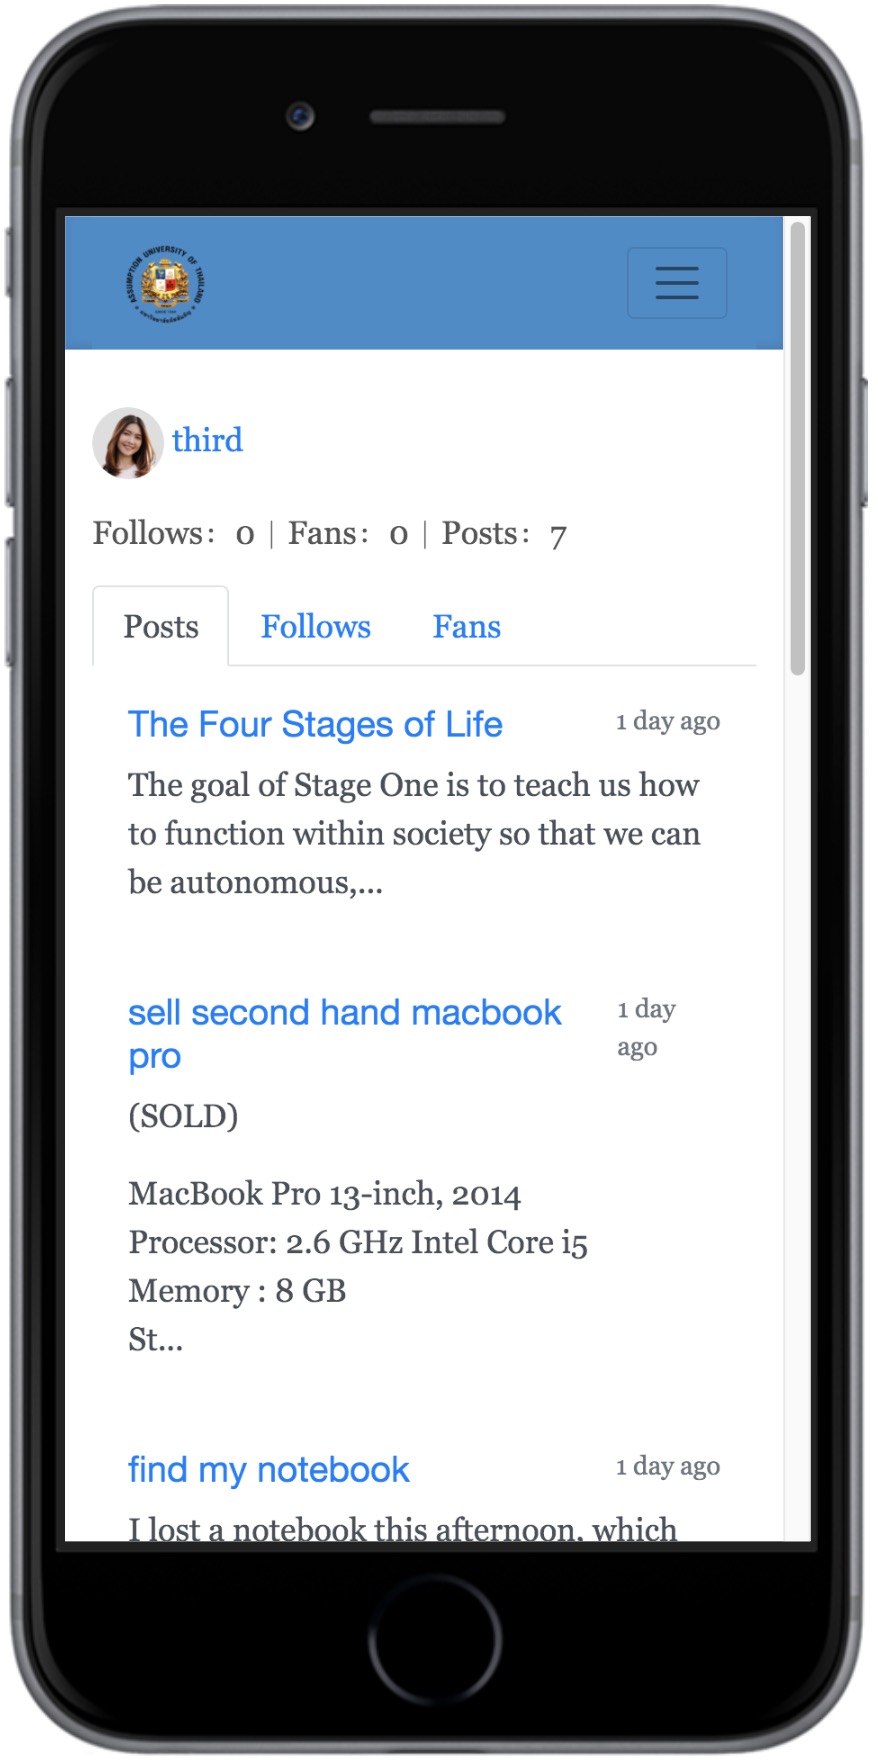 ASSUMPTION UNIVERSITY OF THAILAND
third
Follows: 0 | Fans: 0 | Posts: 7
Posts Follows Fans
The Four Stages of Life 1 day ago
The goal of Stage One is to teach us how
to function within society so that we can
be autonomous,...
sell second hand macbook 1 day
pro ago
(SOLD)
MacBook Pro 13-inch, 2014
Processor: 2.6 GHz Intel Core i5
Memory : 8 GB
St...
find my notebook 1 day ago
I lost a notebook this afternoon, which